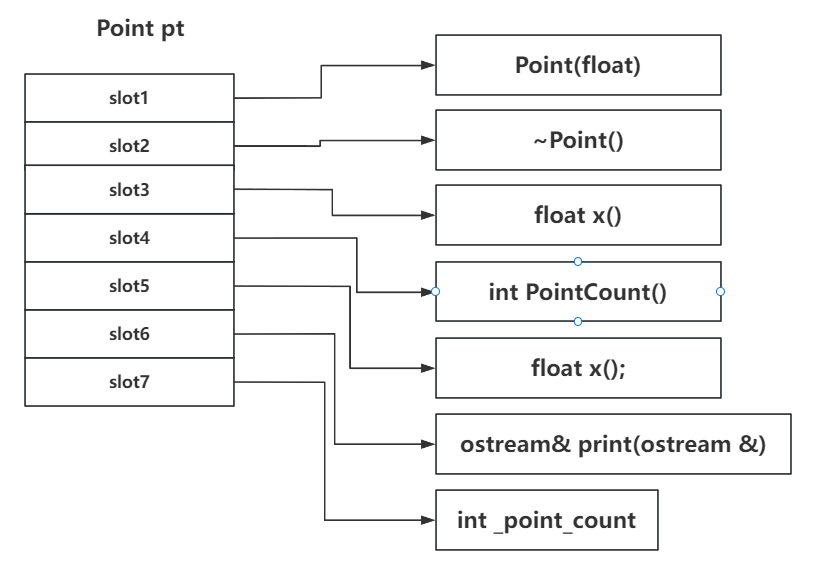 Point pt
slot1
slot2
slot3
slot4
slot5
slot6
slot7
Point(float)
~Point()
float x()
int PointCount()
float x();
ostream& print(ostream &)
int _point_count